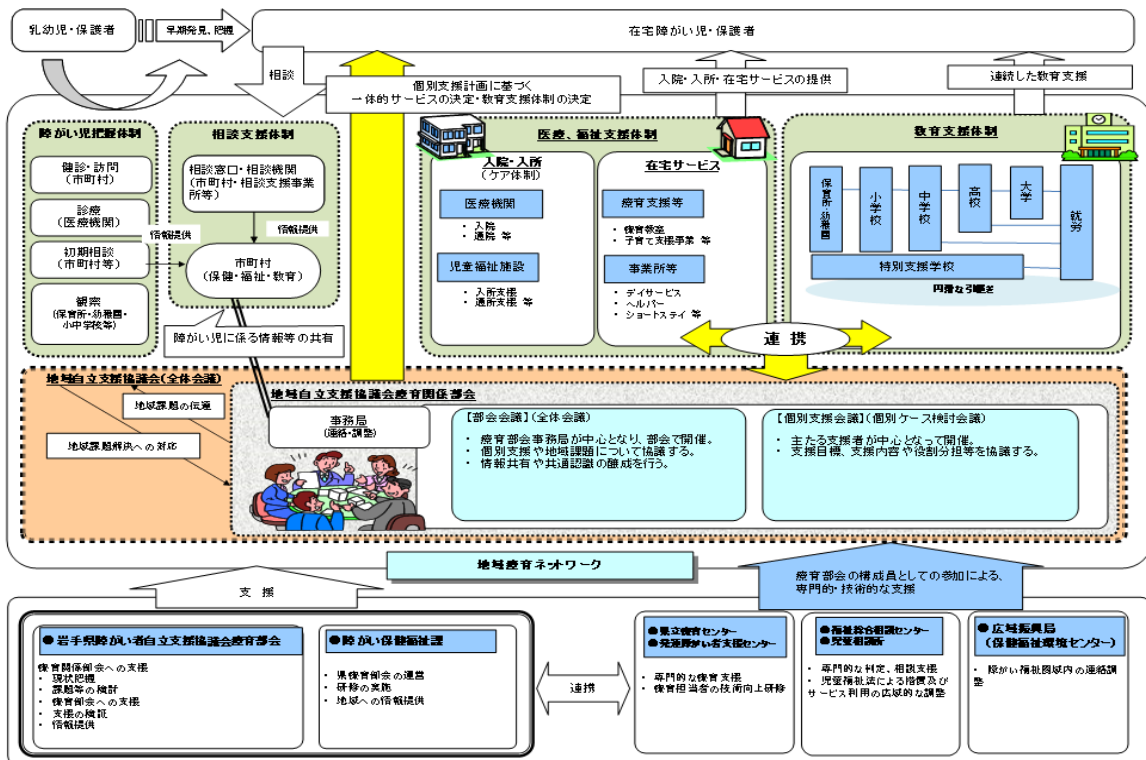 乳幼児・保護者
早期発見、把握
在宅障がい児・保護者
相談
個別支援計画に基づく
一体的サービスの決定・教育支援体制の決定
入院・入所・在宅サービスの提供
連続した教育支援
障がい児把握体制
健診・訪問
(市町村)
診療
(医療機関)
情報提供
初期相談
(市町村等)
観察
(保育所・幼稚園・
小中学校等)
相談支援体制
相談窓口・相談機関
(市町村・相談支援事業
所等)
情報提供
市町村
(保健・福祉・教育)
障がい児に係る情報等の共有
医療、福祉支援体制
入院・入所
(ケア体制)
医療機関
・ 入院
・ 通院 等
児童福祉施設
・ 入所支援
・ 通所支援 等
在宅サービス
療育支援等
・ 療育教室
・ 子育て支援事業 等
事業所等
・ デイサービス
・ ヘルパー
・ ショートステイ 等
教育支援体制
保育所・幼稚園
小学校
中学校
高校
大学
就労
特別支援学校
円滑な引継ぎ
連 携
地域自立支援協議会(全体会議)
地域課題の伝達
地域課題解決への対応
地域自立支援協議会療育関係部会
事務局
(連絡・調整)
【部会会議】(全体会議)
・ 療育部会事務局が中心となり、部会で開催。
・ 個別支援や地域課題について協議する。
・ 情報共有や共通認識の醸成を行う。
【個別支援会議】(個別ケース検討会議)
・ 主たる支援者が中心となって開催。
・ 支援目標、支援内容や役割分担等を協議する。
地域療育ネットワーク
支 援
療育部会の構成員としての参加による、
専門的・技術的な支援
●岩手県障がい者自立支援協議会療育部会
療育関係部会への支援
・ 現状把握
・ 課題等の検討
・ 療育部会への支援
・ 支援の検証
・ 情報提供
●障がい保健福祉課
・ 県療育部会の運営
・ 研修の実施
・ 地域への情報提供
連携
●県立療育センター
●発達障がい者支援センター
・ 専門的な療育支援
・ 療育担当者の技術向上研修
●福祉総合相談センター
●児童相談所
・ 専門的な判定、相談支援
・ 児童福祉法による措置及び
サービス利用の広域的な調整
●広域振興局
(保健福祉環境センター)
・ 障がい福祉圏域内の連絡調
整